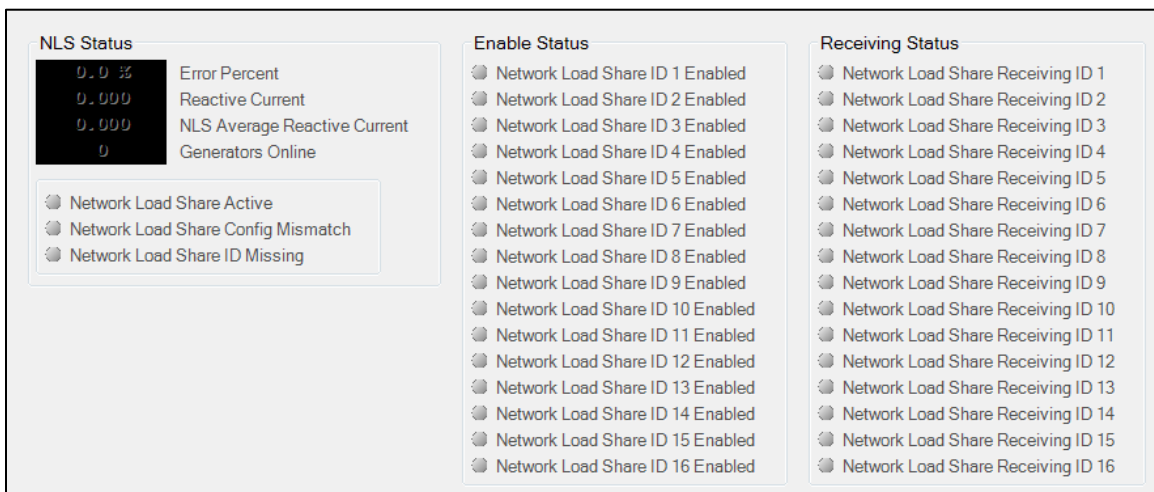 NLS Status
0.0 % Error Percent
0.000 Reactive Current
0.000 NLS Average Reactive Current
0 Generators Online
Network Load Share Active
Network Load Share Config Mismatch
Network Load Share ID Missing
Enable Status
Network Load Share ID 1 Enabled
Network Load Share ID 2 Enabled
Network Load Share ID 3 Enabled
Network Load Share ID 4 Enabled
Network Load Share ID 5 Enabled
Network Load Share ID 6 Enabled
Network Load Share ID 7 Enabled
Network Load Share ID 8 Enabled
Network Load Share ID 9 Enabled
Network Load Share ID 10 Enabled
Network Load Share ID 11 Enabled
Network Load Share ID 12 Enabled
Network Load Share ID 13 Enabled
Network Load Share ID 14 Enabled
Network Load Share ID 15 Enabled
Network Load Share ID 16 Enabled
Receiving Status
Network Load Share Receiving ID 1
Network Load Share Receiving ID 2
Network Load Share Receiving ID 3
Network Load Share Receiving ID 4
Network Load Share Receiving ID 5
Network Load Share Receiving ID 6
Network Load Share Receiving ID 7
Network Load Share Receiving ID 8
Network Load Share Receiving ID 9
Network Load Share Receiving ID 10
Network Load Share Receiving ID 11
Network Load Share Receiving ID 12
Network Load Share Receiving ID 13
Network Load Share Receiving ID 14
Network Load Share Receiving ID 15
Network Load Share Receiving ID 16